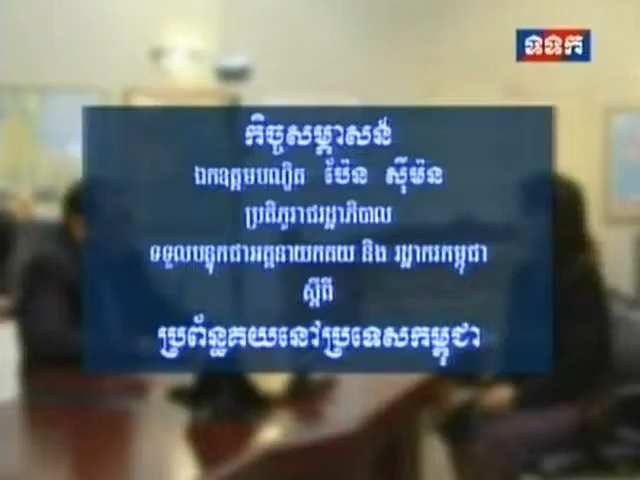 ទទក
កិច្ចសម្ភាសន៍
ឯកឧត្តមបណ្ឌិត ប៉ែន ស៊ីម៉ន
ប្រតិភូរាជរដ្ឋាភិបាល
ទទួលបន្ទុកជាអគ្គនាយកគយ និង រដ្ឋាករកម្ពុជា
ស្តីពី
ប្រព័ន្ធគយនៅប្រទេសកម្ពុជា